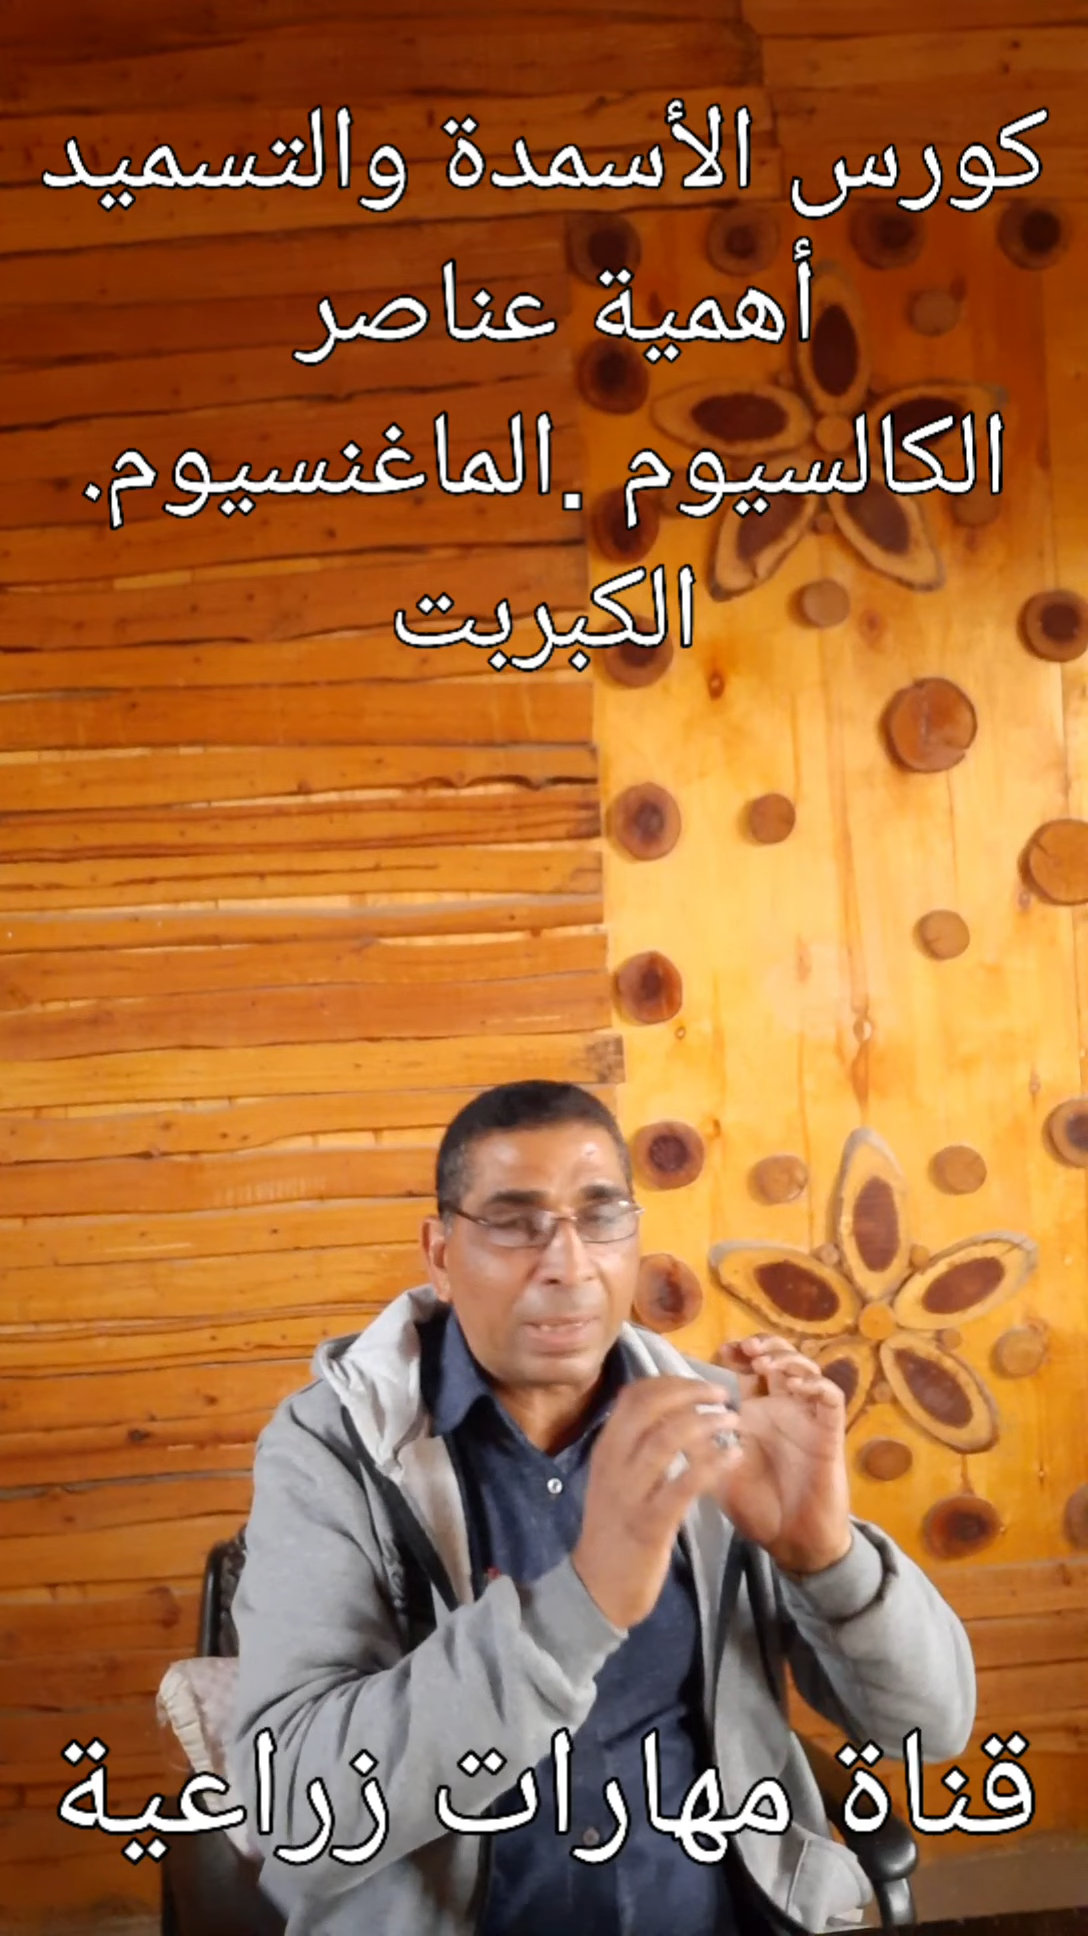 كورس الأسمدة والتسميد
أهمية عناصر
الكالسيوم .الماغنسيوم.
الكبربت
قناة مهارات زراعية